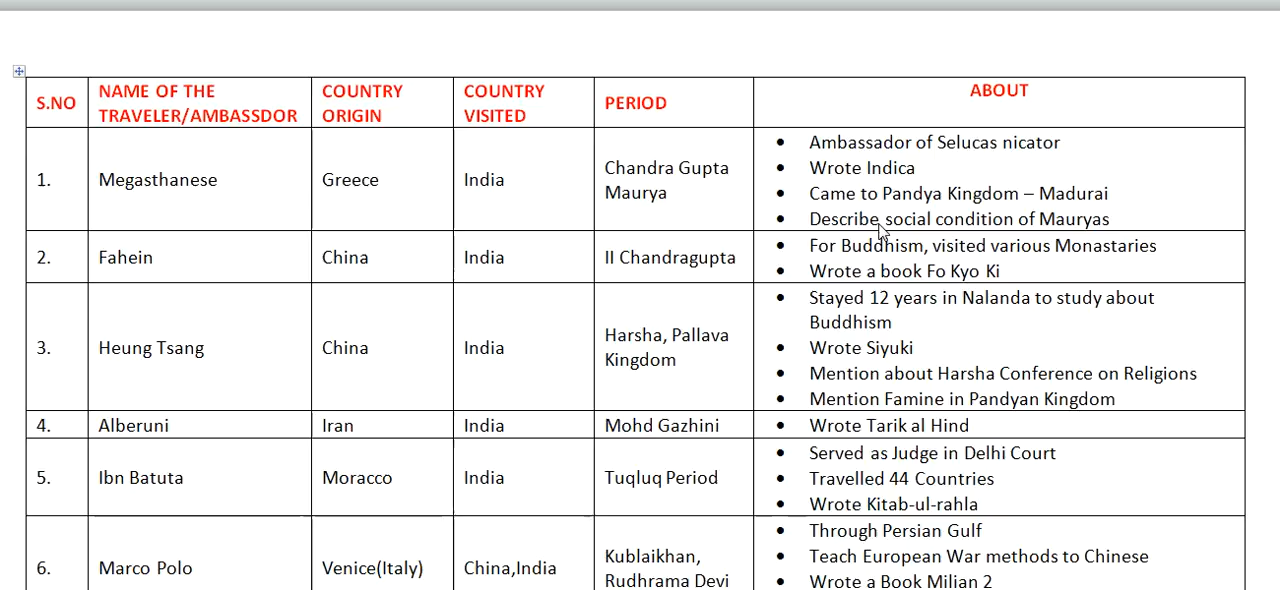 S.NO
NAME OF THE
TRAVELER/AMBASSDOR
COUNTRY
ORIGIN
COUNTRY
VISITED
PERIOD
ABOUT
1.
Megasthanese
Greece
India
Chandra Gupta
Maurya
• Ambassador of Selucas nicator
• Wrote Indica
• Came to Pandya Kingdom – Madurai
• Describe social condition of Mauryas
2.
Fahein
China
India
II Chandragupta
• For Buddhism, visited various Monastaries
• Wrote a book Fo Kyo Ki
3.
Heung Tsang
China
India
Harsha, Pallava
Kingdom
• Stayed 12 years in Nalanda to study about
Buddhism
• Wrote Siyuki
• Mention about Harsha Conference on Religions
• Mention Famine in Pandyan Kingdom
4.
Alberuni
Iran
India
Mohd Gazhini
• Wrote Tarik al Hind
5.
Ibn Batuta
Moracco
India
Tuqluq Period
• Served as Judge in Delhi Court
• Travelled 44 Countries
• Wrote Kitab-ul-rahla
6.
Marco Polo
Venice(Italy)
China,India
Kublaikhan,
Rudhrama Devi
• Through Persian Gulf
• Teach European War methods to Chinese
• Wrote a Book Milian 2